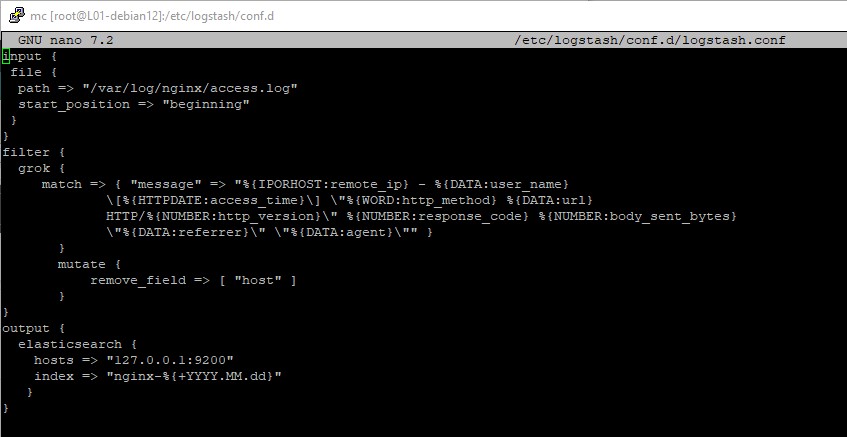 mc [root@L01-debian12]:/etc/logstash/conf.d
GNU nano 7.2 /etc/logstash/conf.d/logstash.conf
input {
file {
path => "/var/log/nginx/access.log"
start_position => "beginning"
}
}
filter {
grok {
match => { "message" => "%{IPORHOST:remote_ip} - %{DATA:user_name}
\[%{HTTPDATE:access_time}\] \"%{WORD:http_method} %{DATA:url}
HTTP/%{NUMBER:http_version}\" %{NUMBER:response_code} %{NUMBER:body_sent_bytes}
\"%{DATA:referrer}\" \"%{DATA:agent}\"" }
}
mutate {
remove_field => [ "host" ]
}
}
output {
elasticsearch {
hosts => "127.0.0.1:9200"
index => "nginx-%{+YYYY.MM.dd}"
}
}